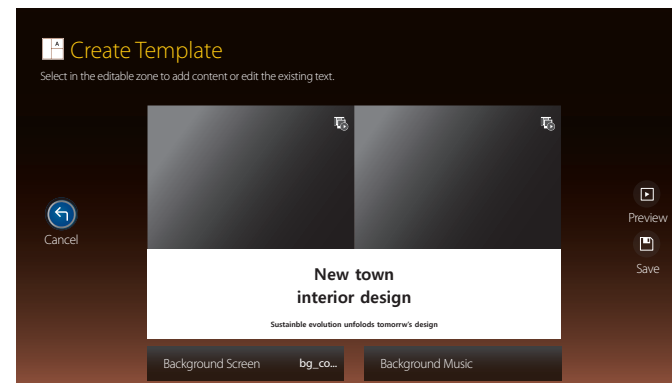 A
Create Template
Select in the editable zone to add content or edit the existing text.
Cancel
Preview
Save
New town
interior design
Sustainble evolution unfolods tomorrw's design
Background Screen bg_co...
Background Music